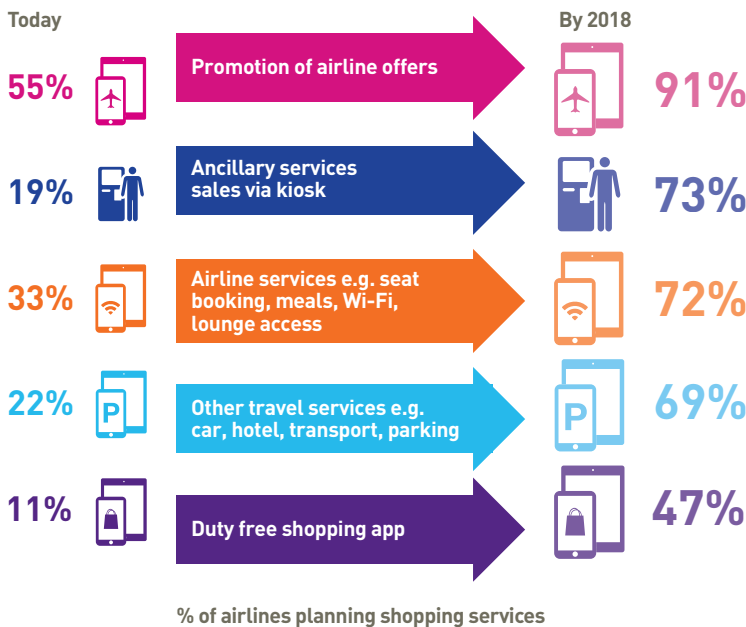 Today
By 2018
55%
Promotion of airline offers
91%
19%
Ancillary services
sales via kiosk
73%
33%
Airline services e.g. seat
booking, meals, Wi-Fi,
lounge access
72%
22%
P
Other travel services e.g.
car, hotel, transport, parking
P
69%
11%
Duty free shopping app
47%
% of airlines planning shopping services